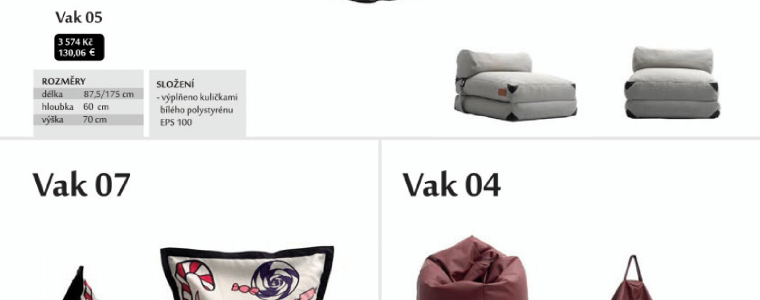 Vak 05
3 574 Kč
130,06 €
ROZMĚRY
délka 87,5/175 cm
hloubka 60 cm
výška 70 cm
SLOŽENÍ
- výplněno kuličkami
bílého polystyrénu
EPS 100
Vak 07
Vak 04